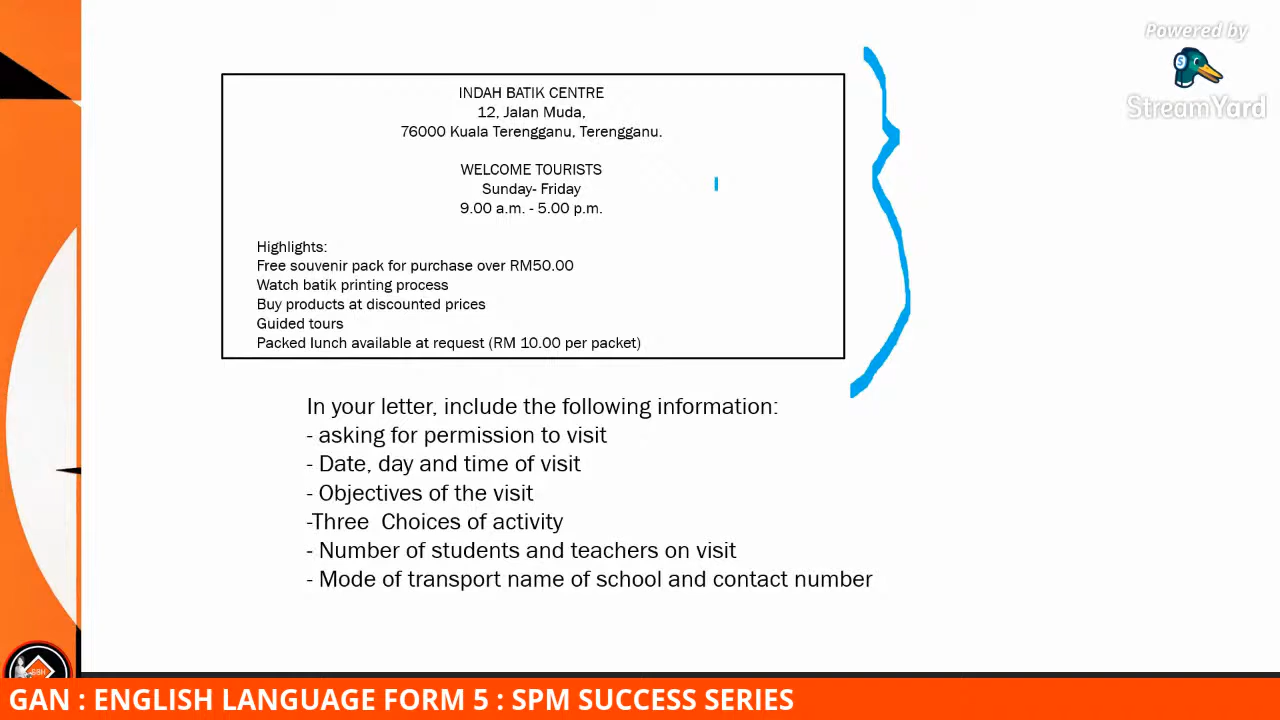 Powered by
StreamYard
INDAH BATIK CENTRE
12, Jalan Muda,
76000 Kuala Terengganu, Terengganu.
WELCOME TOURISTS
Sunday- Friday
9.00 a.m. - 5.00 p.m.
Highlights:
Free souvenir pack for purchase over RM50.00
Watch batik printing process
Buy products at discounted prices
Guided tours
Packed lunch available at request (RM 10.00 per packet)
In your letter, include the following information:
- asking for permission to visit
- Date, day and time of visit
- Objectives of the visit
-Three  Choices of activity
- Number of students and teachers on visit
- Mode of transport name of school and contact number
GAN : ENGLISH LANGUAGE FORM 5 : SPM SUCCESS SERIES